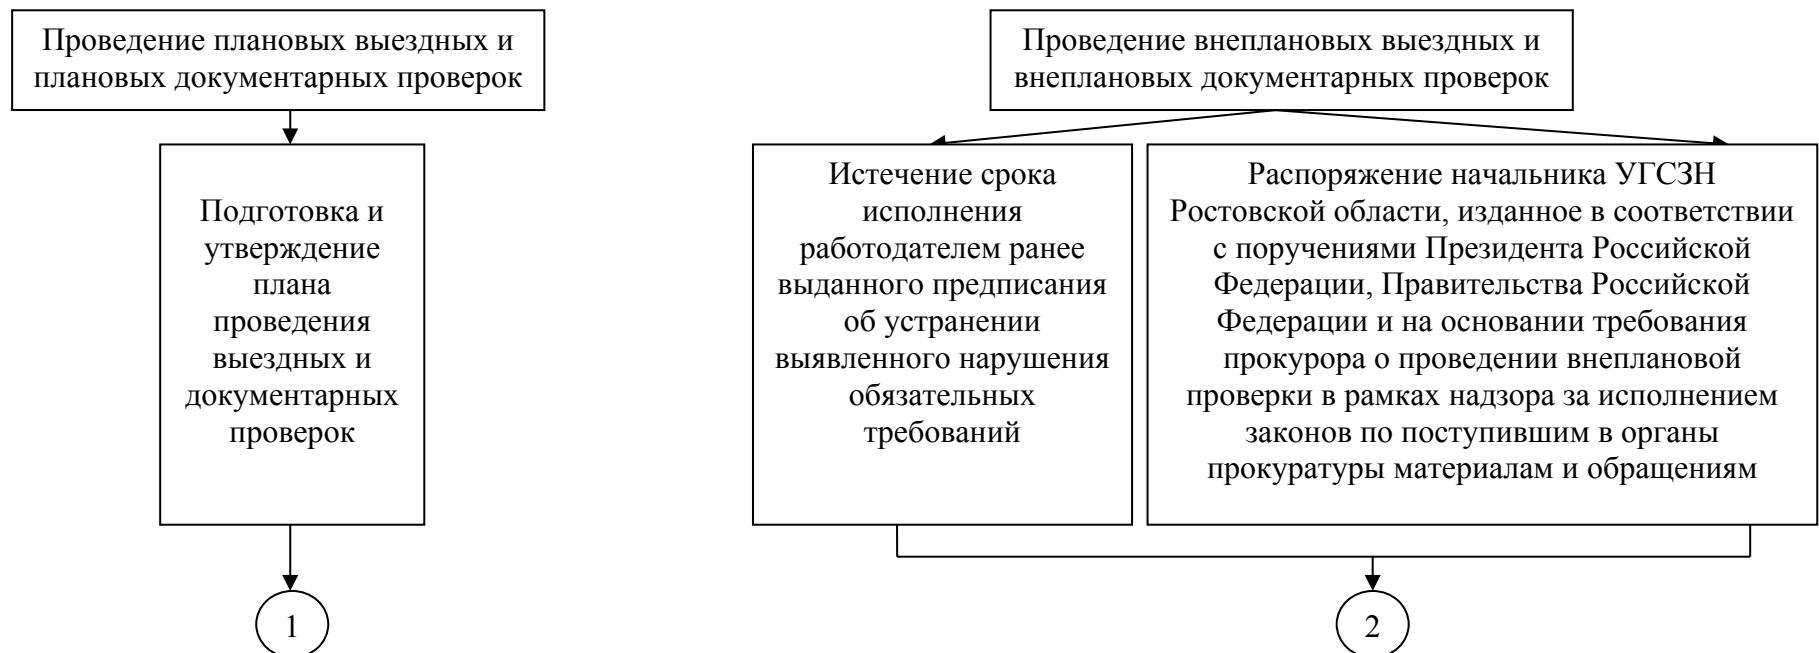 Проведение плановых выездных и
плановых документарных проверок
Подготовка и
утверждение
плана
проведения
выездных и
документарных
проверок
1
Проведение внеплановых выездных и
внеплановых документарных проверок
Истечение срока
исполнения
работодателем ранее
выданного предписания
об устранении
выявленного нарушения
обязательных
требований
Распоряжение начальника УГСЗН
Ростовской области, изданное в соответствии
с поручениями Президента Российской
Федерации, Правительства Российской
Федерации и на основании требования
прокурора о проведении внеплановой
проверки в рамках надзора за исполнением
законов по поступившим в органы
прокуратуры материалам и обращениям
2